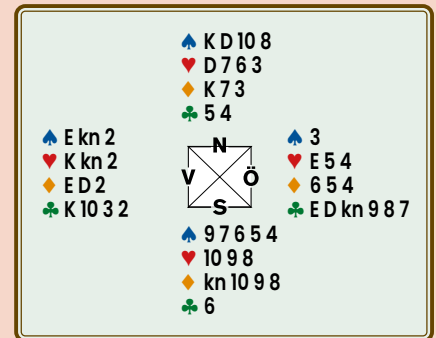 ♠ K D 10 8
♥ D 7 6 3
♦ K 7 3
♣ 5 4
♠ E kn 2
♥ K kn 2
♦ E D 2
♣ K 10 3 2
N
V Ö
S
♠ 3
♥ E 5 4
♦ 6 5 4
♣ E D kn 9 8 7
♠ 9 7 6 5 4
♥ 10 9 8
♦ kn 10 9 8
♣ 6